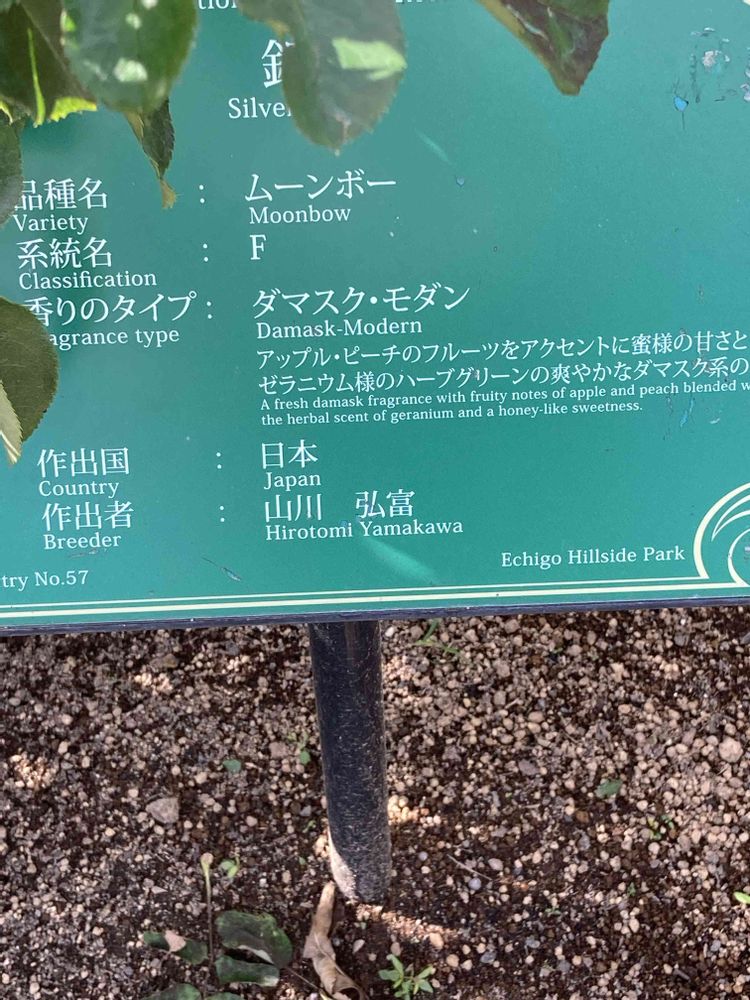 品種名 : ムーンボー
Variety Moonbow
系統名 : F
Classification
香りのタイプ : ダマスク・モダン
Damask-Modern
アップル・ピーチのフルーツをアクセントに蜜様の甘さと
ゼラニウム様のハーブグリーンの爽やかなダマスク系の
A fresh damask fragrance with fruity notes of apple and peach blended
the herbal scent of geranium and a honey-like sweetness.
作出国 : 日本
Country Japan
作出者 : 山川 弘富
Breeder Hirotomi Yamakawa
No.57
Echigo Hillside Park